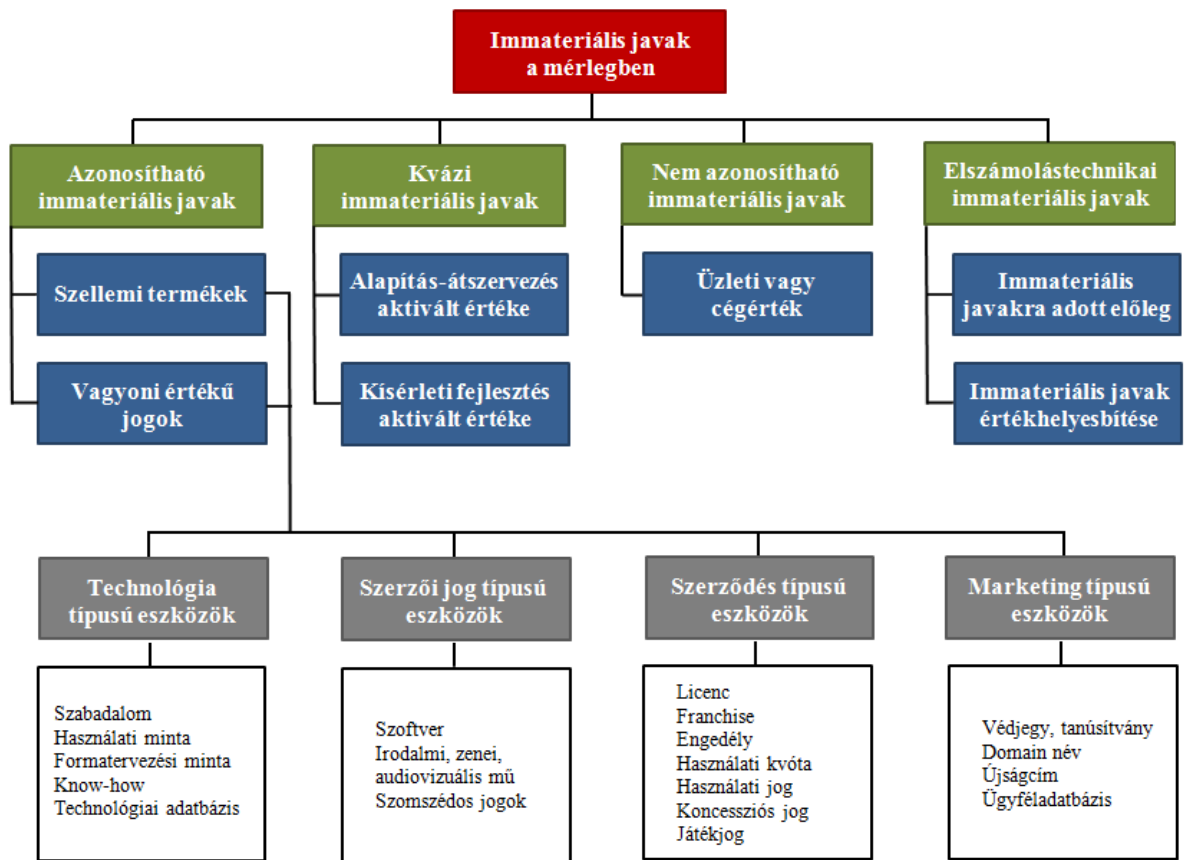 Immateriális javak
a mérlegben
Azonosítható
immateriális javak
Kvázi
immateriális javak
Nem azonosítható
immateriális javak
Elszámolástechnikai
immateriális javak
Szellemi termékek
Alapítás-átszervezés
aktivált értéke
Üzleti vagy
cégérték
Immateriális
javakra adott előleg
Vagyoni értékű
jogok
Kísérleti fejlesztés
aktivált értéke
Immateriális javak
értékhelyesbítése
Technológia
típusú eszközök
Szerzői jog típusú
eszközök
Szerződés típusú
eszközök
Marketing típusú
eszközök
Szabadalom
Használati minta
Formatervezési minta
Know-how
Technológiai adatbázis
Szoftver
Irodalmi, zenei,
audiovizuális mű
Szomszédos jogok
Licenc
Franchise
Engedély
Használati kvóta
Használati jog
Koncessziós jog
Játékjog
Védjegy, tanúsítvány
Domain név
Újságcím
Ügyféladatbázis